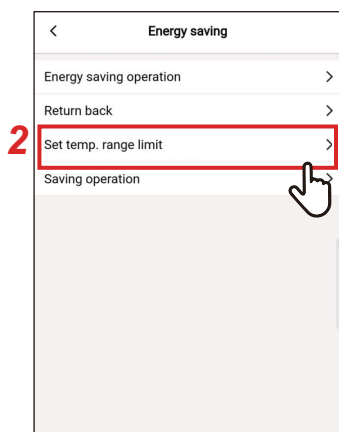 Energy saving
Energy saving operation
Return back
2
Set temp. range limit
Saving operation